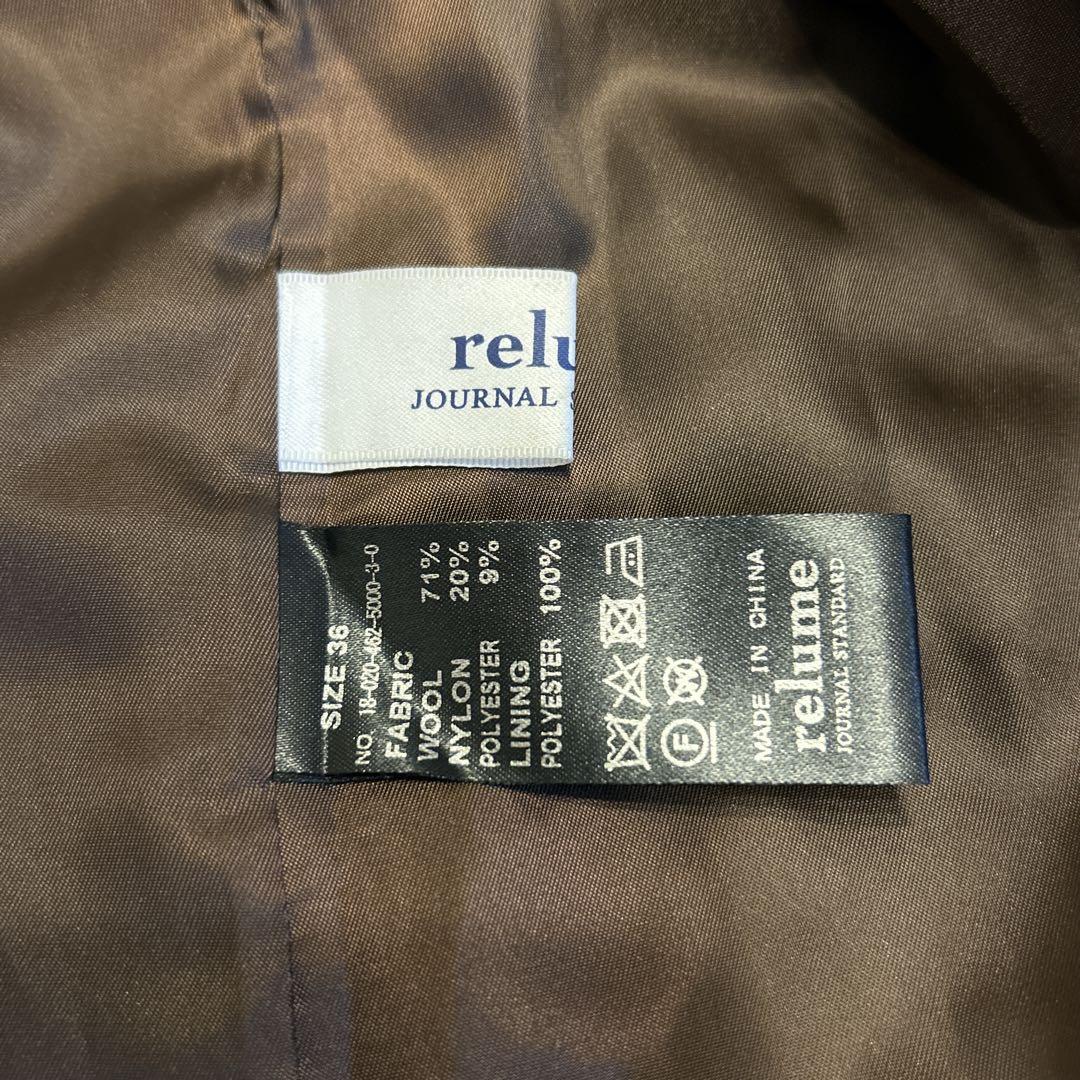 relu
JOURNAL S
SIZE 36
NO. 18-020-462-5000-3-0
FABRIC
WOOL 71%
NYLON 20%
POLYESTER 9%
LINING
POLYESTER 100%
F
MADE IN CHINA
relume
JOURNAL STANDARD